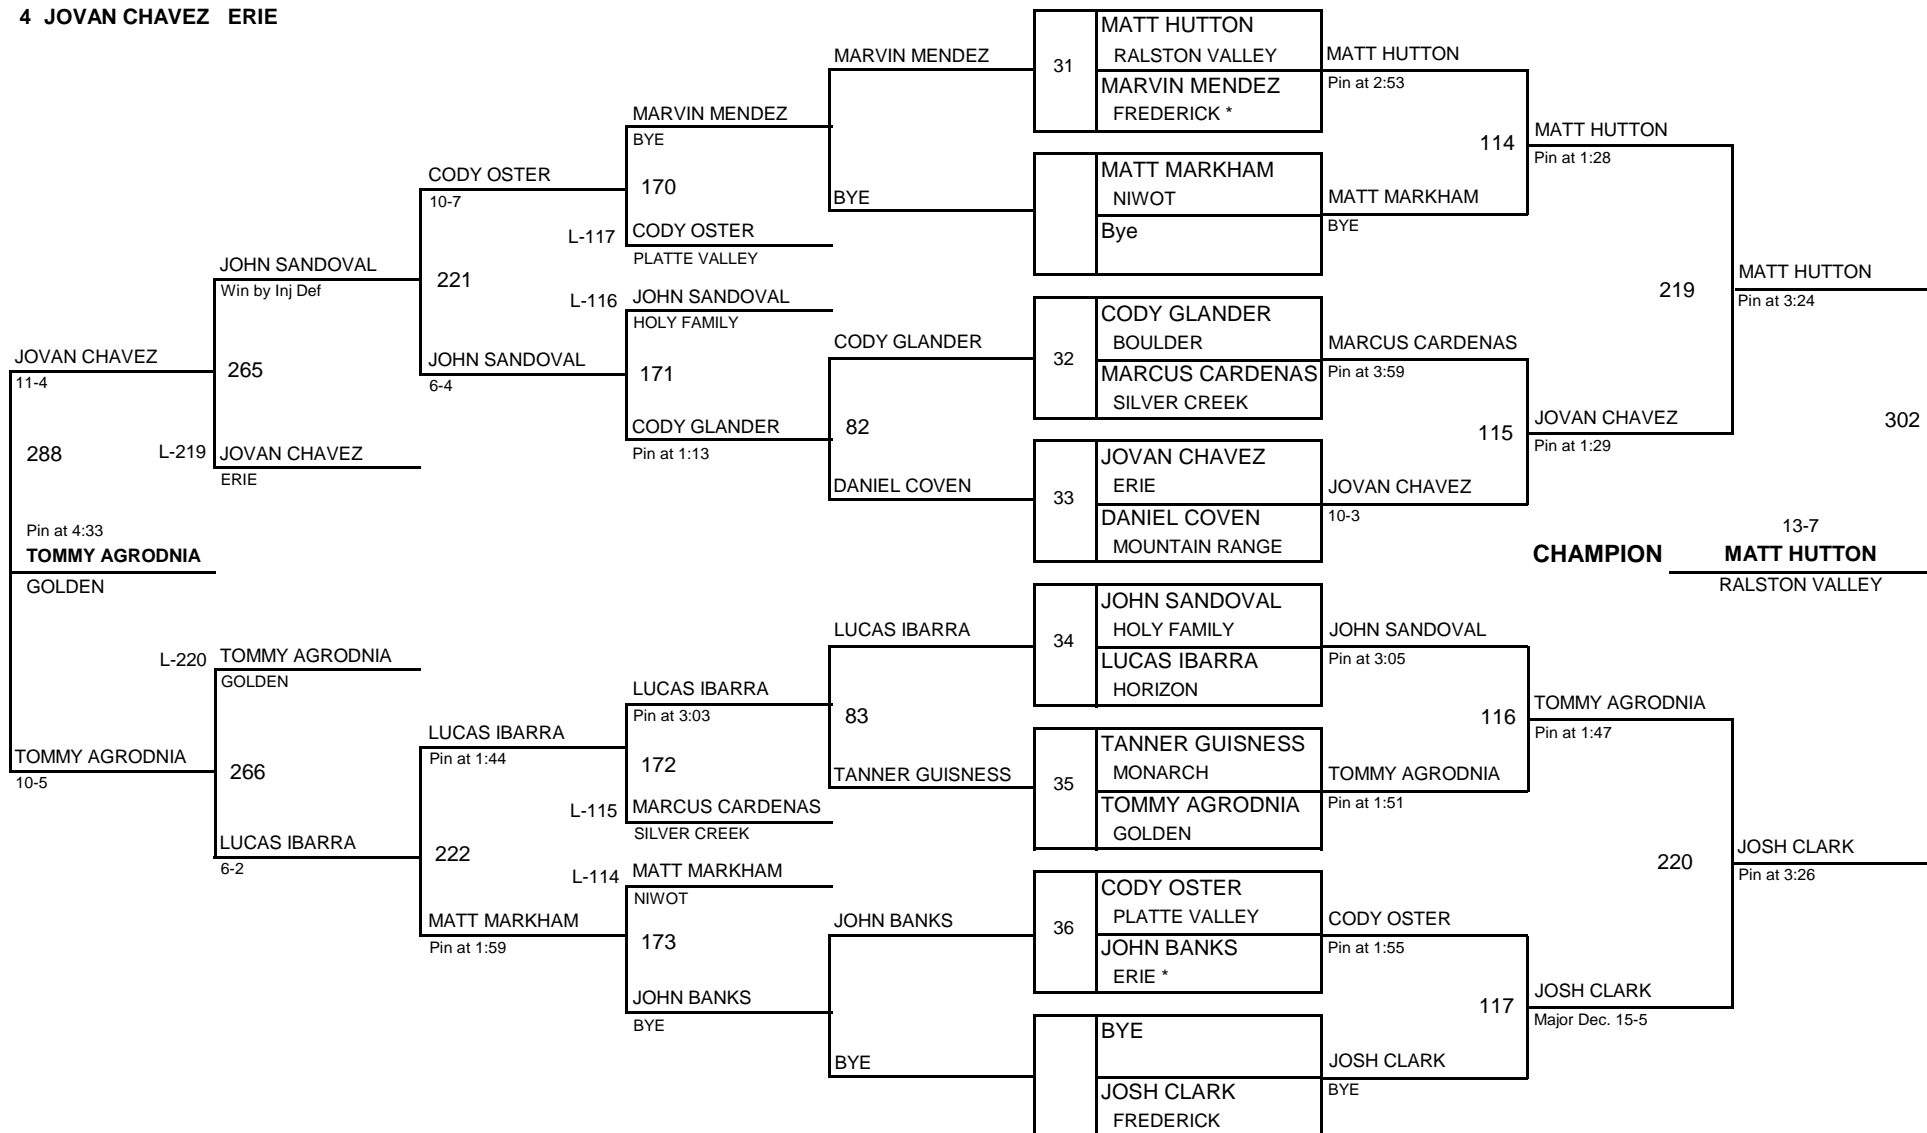 4 JOVAN CHAVEZ ERIE
JOVAN CHAVEZ
11-4
288
Pin at 4:33
TOMMY AGRODNIA
GOLDEN
TOMMY AGRODNIA
10-5
JOHN SANDOVAL
Win by Inj Def
265
L-219 JOVAN CHAVEZ
ERIE
L-220 TOMMY AGRODNIA
GOLDEN
266
LUCAS IBARRA
6-2
CODY OSTER
10-7
221
JOHN SANDOVAL
6-4
LUCAS IBARRA
Pin at 1:44
222
MATT MARKHAM
Pin at 1:59
MARVIN MENDEZ
BYE
170
L-117 CODY OSTER
PLATTE VALLEY
L-116 JOHN SANDOVAL
HOLY FAMILY
171
CODY GLANDER
Pin at 1:13
LUCAS IBARRA
Pin at 3:03
172
L-115 MARCUS CARDENAS
SILVER CREEK
L-114 MATT MARKHAM
NIWOT
173
JOHN BANKS
BYE
MARVIN MENDEZ
BYE
CODY GLANDER
82
DANIEL COVEN
LUCAS IBARRA
83
TANNER GUISNESS
JOHN BANKS
BYE
MATT HUTTON
RALSTON VALLEY
31
MARVIN MENDEZ
FREDERICK *
MATT MARKHAM
NIWOT
Bye
CODY GLANDER
BOULDER
32
MARCUS CARDENAS
SILVER CREEK
JOVAN CHAVEZ
ERIE
33
DANIEL COVEN
MOUNTAIN RANGE
JOHN SANDOVAL
HOLY FAMILY
34
LUCAS IBARRA
HORIZON
TANNER GUISNESS
MONARCH
35
TOMMY AGRODNIA
GOLDEN
CODY OSTER
PLATTE VALLEY
36
JOHN BANKS
ERIE *
BYE
JOSH CLARK
FREDERICK
MATT HUTTON
Pin at 2:53
114
MATT MARKHAM
BYE
MARCUS CARDENAS
Pin at 3:59
115
JOVAN CHAVEZ
10-3
JOHN SANDOVAL
Pin at 3:05
116
TOMMY AGRODNIA
Pin at 1:51
CODY OSTER
Pin at 1:55
117
JOSH CLARK
BYE
MATT HUTTON
Pin at 1:28
219
JOVAN CHAVEZ
Pin at 1:29
TOMMY AGRODNIA
Pin at 1:47
220
JOSH CLARK
Major Dec. 15-5
MATT HUTTON
Pin at 3:24
302
13-7
CHAMPION MATT HUTTON
RALSTON VALLEY
JOSH CLARK
Pin at 3:26